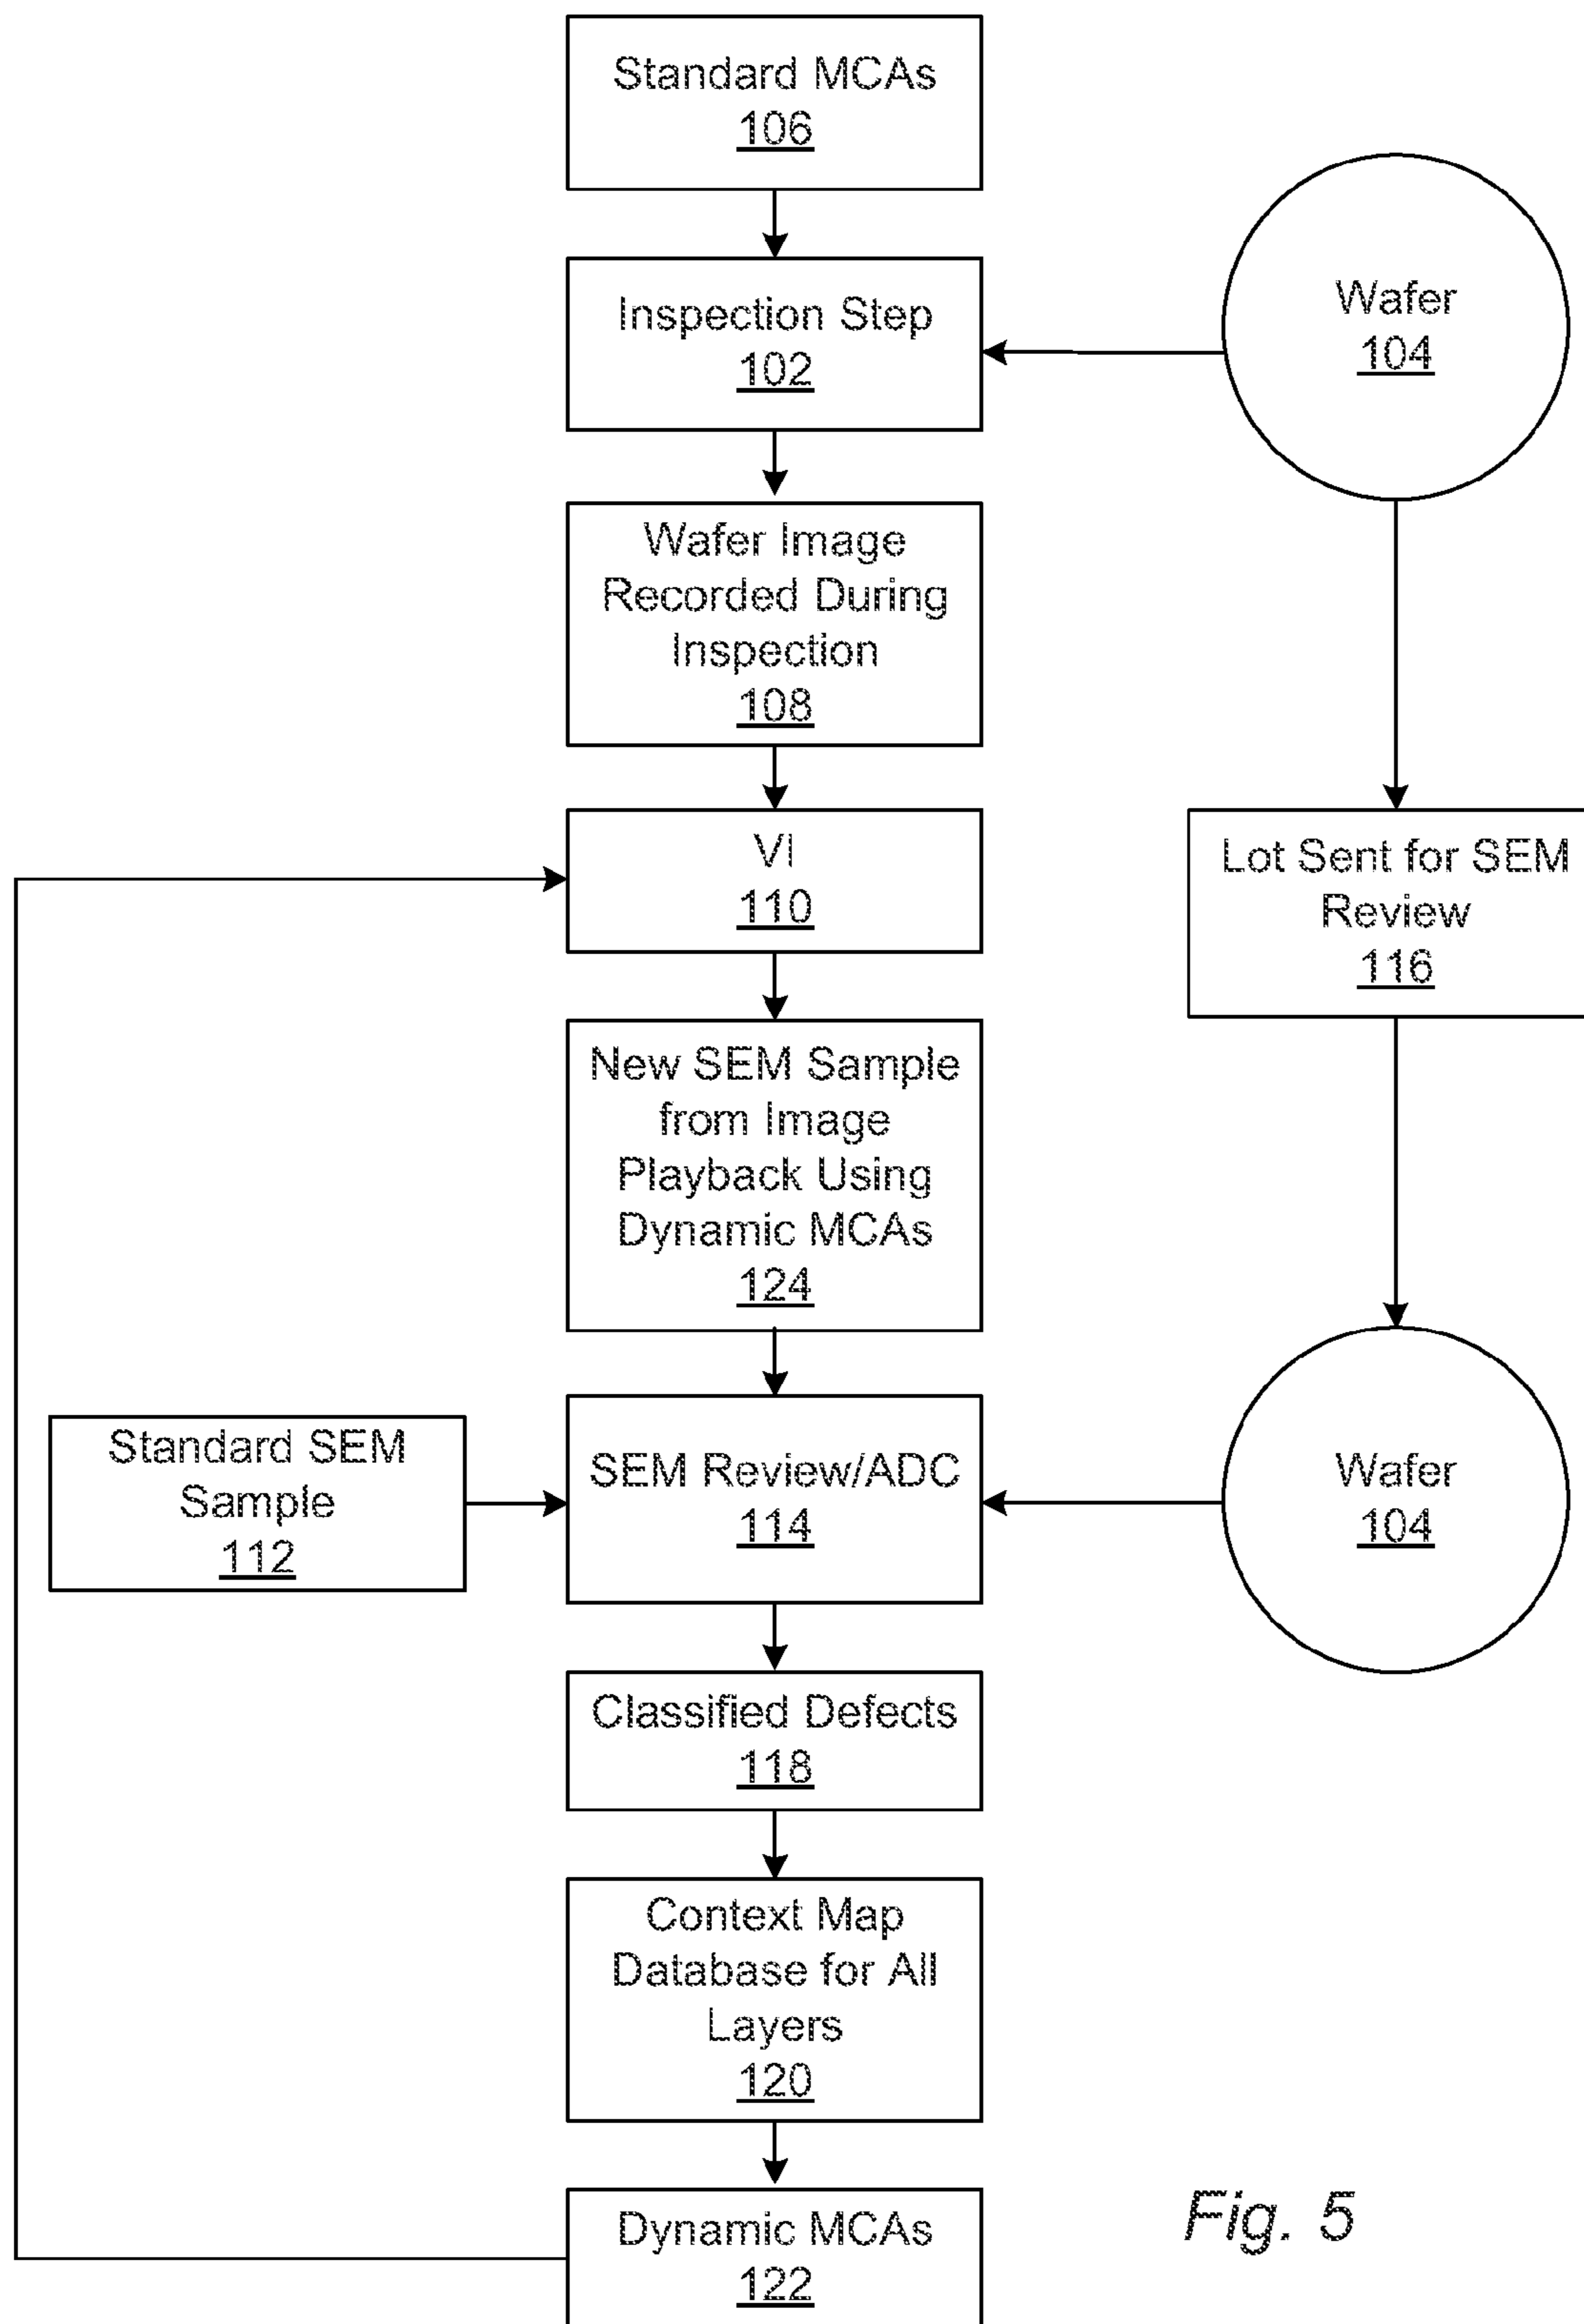 Standard MCAs
106
Inspection Step
102
Wafer
104
Wafer Image
Recorded During
Inspection
108
VI
110
Lot Sent for SEM
Review
116
New SEM Sample
from Image
Playback Using
Dynamic MCAs
124
Standard SEM
Sample
112
SEM Review/ADC
114
Wafer
104
Classified Defects
118
Context Map
Database for All
Layers
120
Dynamic MCAs
122
Fig. 5